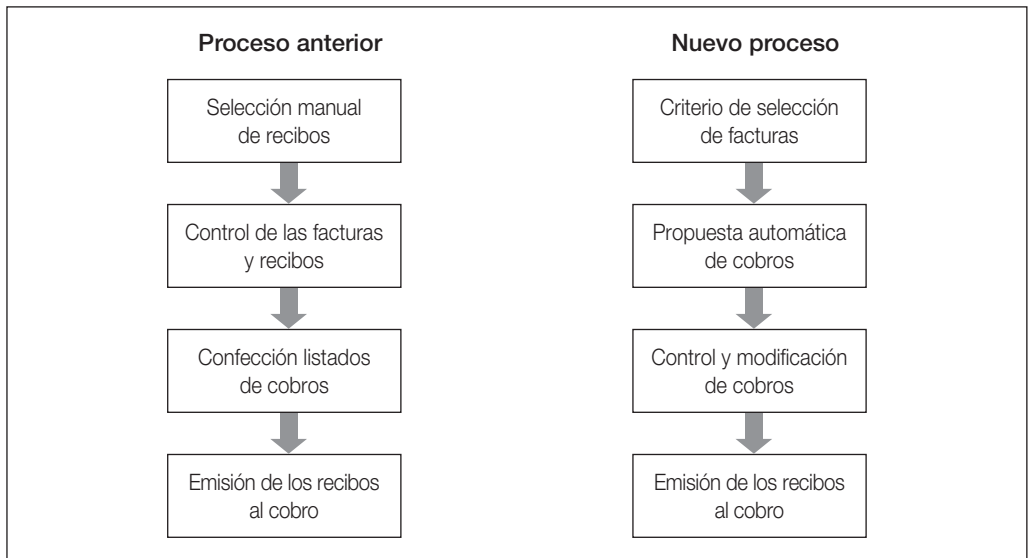 Proceso anterior
Selección manual
de recibos
Control de las facturas
y recibos
Confección listados
de cobros
Emisión de los recibos
al cobro
Nuevo proceso
Criterio de selección
de facturas
Propuesta automática
de cobros
Control y modificación
de cobros
Emisión de los recibos
al cobro